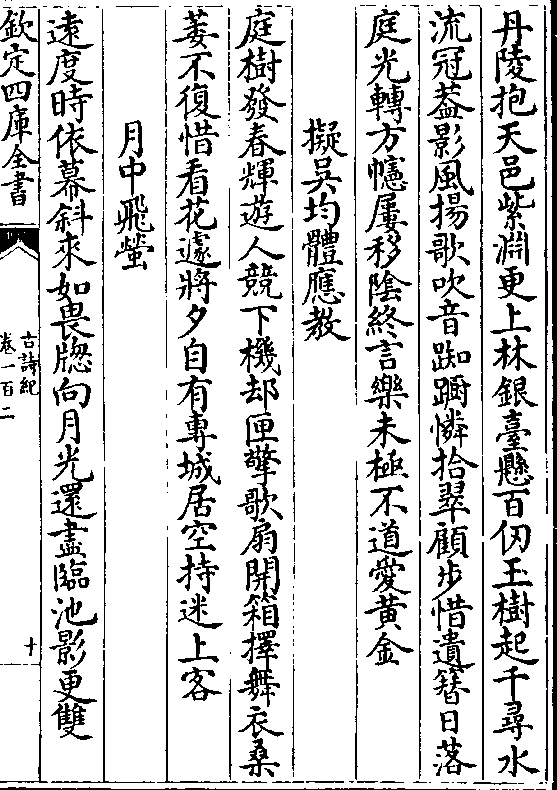 丹陵抱天邑紫淵更上林銀臺懸百仞玉樹起千尋水
流冠葢影風揚歌吹音踟蹰憐拾翠顧步惜遺簪日落
庭光轉方幰屢移陰終言樂未極不道愛黄金
擬吳均體應教
庭樹發春輝遊人競下機却匣擎歌扇開箱擇舞衣桑
萎不復惜看花遽將夕自有專城居空持迷上客
月中飛螢
遠度時依幕斜來如畏牕向月光還盡臨池影更雙
欽定四庫全書
古詩紀
卷一百二
十